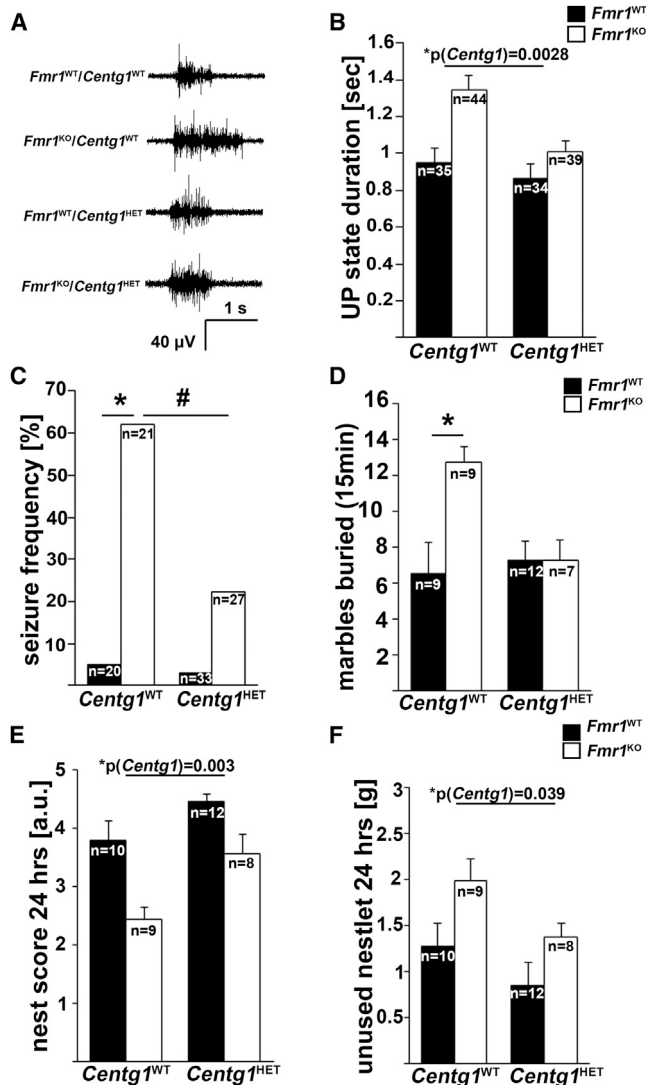 A
Fmr1WT/Centg1WT
Fmr1KO/Centg1WT
Fmr1WT/Centg1HET
Fmr1KO/Centg1HET
1 s
40 μV
B
Fmr1WT
Fmr1KO
*p(Centg1)=0.0028
UP state duration [sec]
1.6
1.4
1.2
1
0.8
0.6
0.4
0.2
n=35
n=44
n=34
n=39
Centg1WT
Centg1HET
C
seizure frequency [%]
70
60
50
40
30
20
10
*
#
n=20
n=21
n=33
n=27
Centg1WT
Centg1HET
D
Fmr1WT
Fmr1KO
marbles buried (15min)
16
14
12
10
8
6
4
2
*
n=9
n=9
n=12
n=7
Centg1WT
Centg1HET
E
*p(Centg1)=0.003
nest score 24 hrs [a.u.]
5
4
3
2
1
n=10
n=9
n=12
n=8
Centg1WT
Centg1HET
F
Fmr1WT
Fmr1KO
*p(Centg1)=0.039
unused nestlet 24 hrs [g]
3
2.5
2
1.5
1
0.5
n=10
n=9
n=12
n=8
Centg1WT
Centg1HET